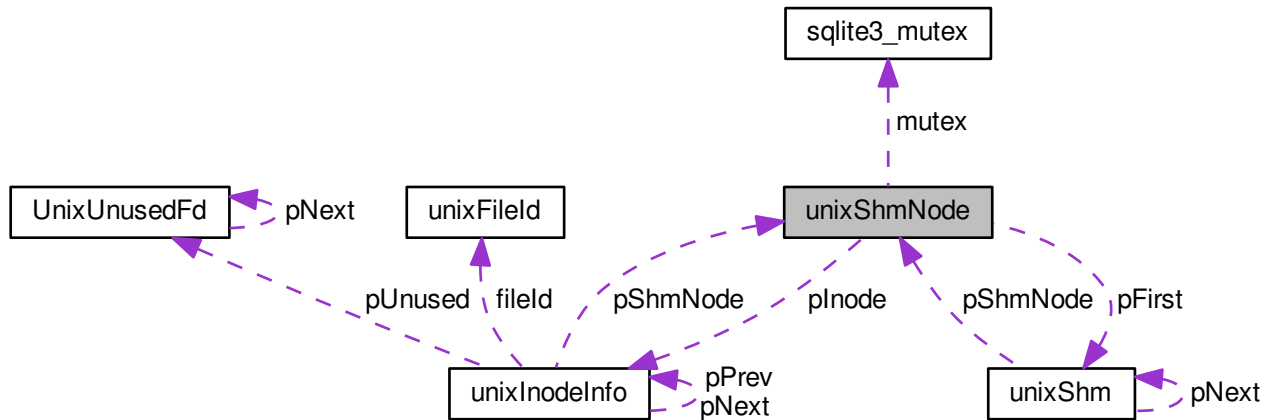 sqlite3_mutex
mutex
UnixUnusedFd
pNext
unixFileId
unixShmNode
pUnused
fileId
pShmNode
pInode
pShmNode
pFirst
unixInodeInfo
pPrev
pNext
unixShm
pNext